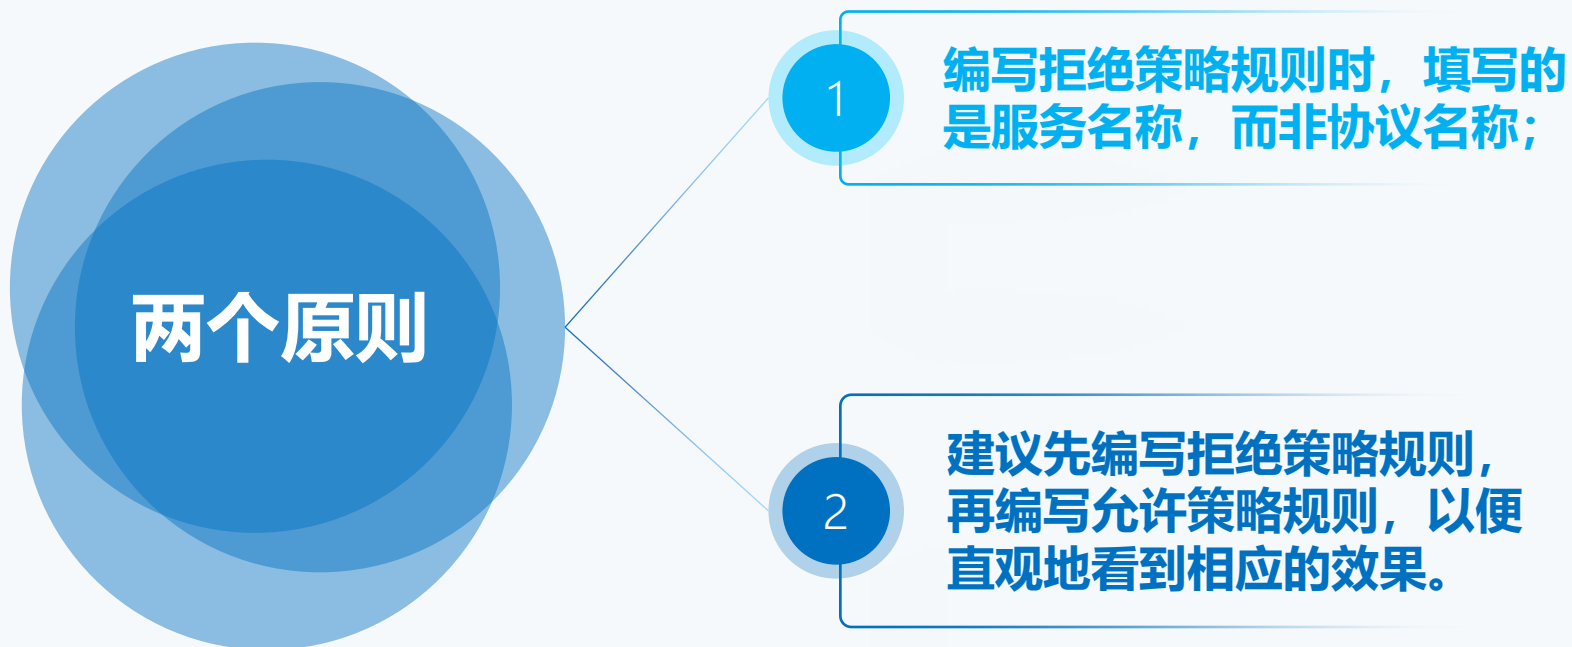 两个原则
1
编写拒绝策略规则时，填写的
是服务名称，而非协议名称；
2
建议先编写拒绝策略规则，
再编写允许策略规则，以便
直观地看到相应的效果。